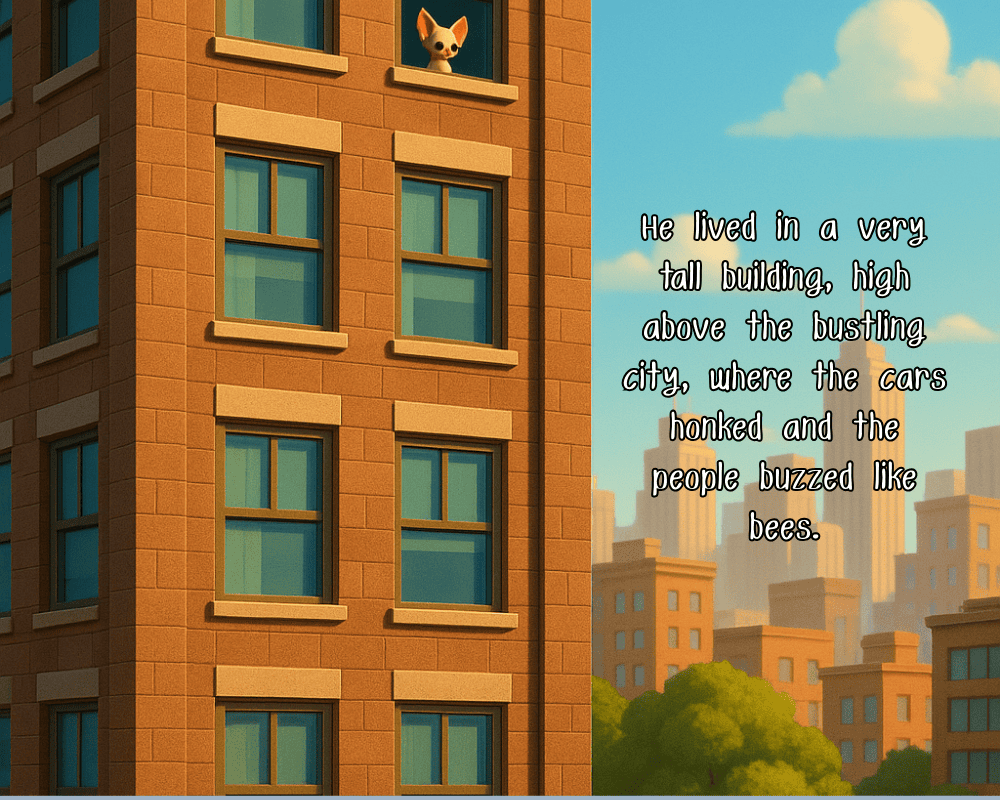 He lived in a very
tall building, high
above the bustling
city, where the cars
honked and the
people buzzed like
bees.